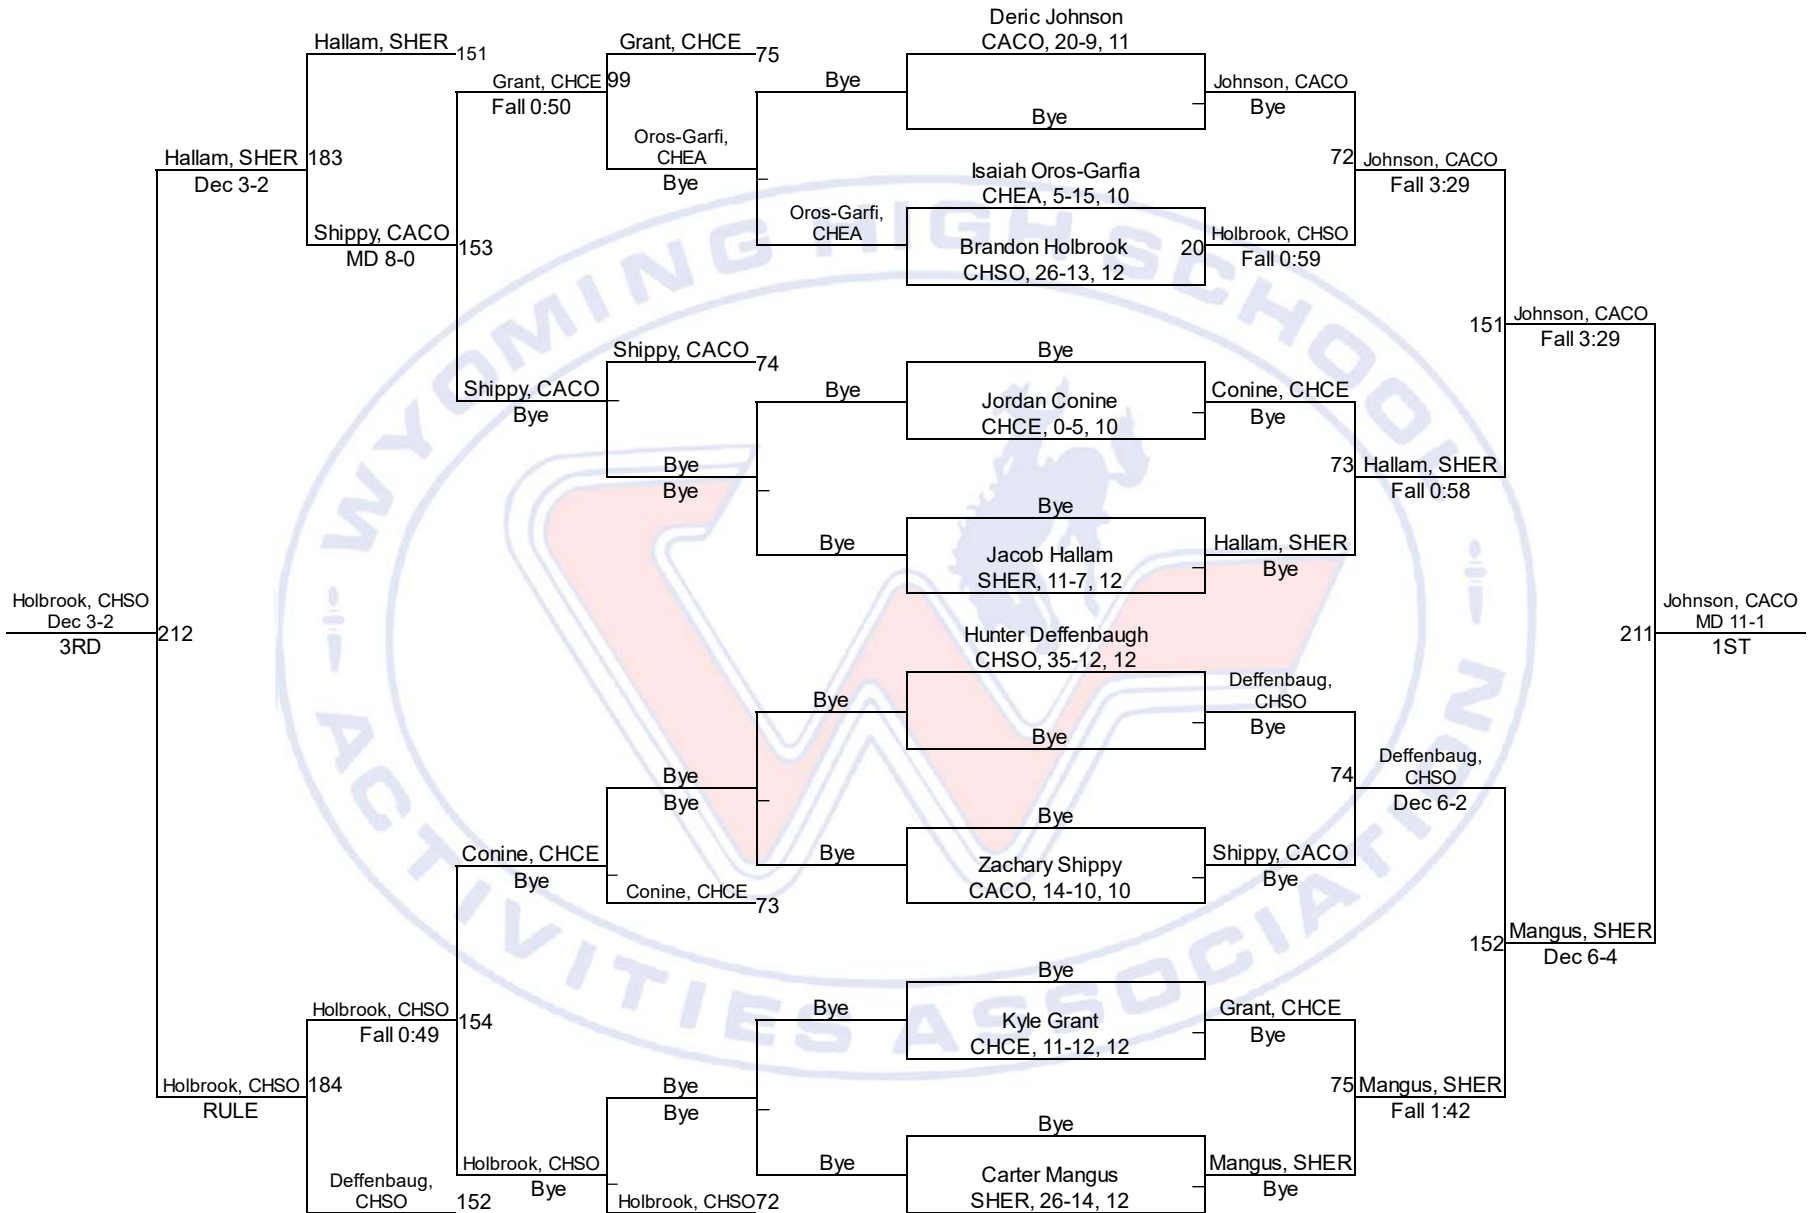 Deric Johnson
Hallam, SHER 151 Grant, CHCE 75 CACO, 20-9, 11
Grant, CHCE 99 Bye Johnson, CACO
Fall 0:50 Bye Bye
Oros-Garfi,
CHEA
Hallam, SHER 183 Bye Isaiah Oros-Garfia 72 Johnson, CACO
Dec 3-2 CHEA, 5-15, 10 Fall 3:29
Oros-Garfi,
CHEA
Shippy, CACO 153 Brandon Holbrook 20 Holbrook, CHSO
MD 8-0 CHSO, 26-13, 12 Fall 0:59
151 Johnson, CACO
Fall 3:29
Shippy, CACO 74 Bye
Shippy, CACO Bye Jordan Conine Conine, CHCE
Bye CHCE, 0-5, 10 Bye
Bye 73 Hallam, SHER
Bye Fall 0:58
Bye
Bye Jacob Hallam Hallam, SHER
SHER, 11-7, 12 Bye
Holbrook, CHSO Johnson, CACO
Dec 3-2 212 Hunter Deffenbaugh 211 MD 11-1
3RD CHSO, 35-12, 12 1ST
Bye Deffenbaug,
CHSO
Bye Bye
Bye 74 Deffenbaug,
CHSO
Bye Dec 6-2
Bye
Conine, CHCE Bye Zachary Shippy Shippy, CACO
Bye CACO, 14-10, 10 Bye
Conine, CHCE 73
152 Mangus, SHER
Dec 6-4
Bye
Holbrook, CHSO 154 Bye Kyle Grant Grant, CHCE
Fall 0:49 CHCE, 11-12, 12 Bye
Holbrook, CHSO 184 Bye 75 Mangus, SHER
RULE Bye Fall 1:42
Bye
Holbrook, CHSO Bye Carter Mangus Mangus, SHER
Bye SHER, 26-14, 12 Bye
Deffenbaug,
CHSO 152 Holbrook, CHSO 72
WYOMING HIGH SCHOOL
ACTIVITIES ASSOCIATION